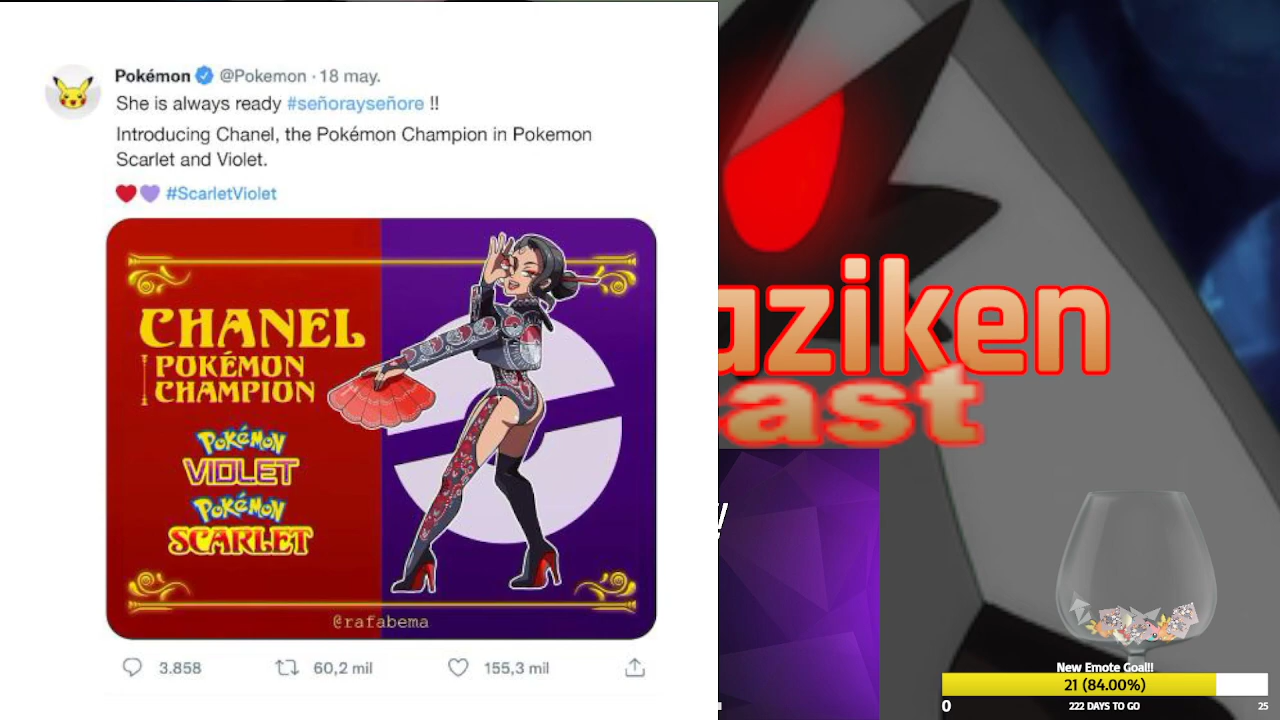 Pokémon @Pokemon · 18 may.
She is always ready #señorayseñore !!
Introducing Chanel, the Pokémon Champion in Pokemon
Scarlet and Violet.
#ScarletViolet
CHANEL
POKÉMON
CHAMPION
POKéMON
VIOLET
POKéMON
SCARLET
@rafabema
3.858 60,2 mil 155,3 mil
aziken
ast
New Emote Goal!!
21 (84.00%)
0 222 DAYS TO GO 25